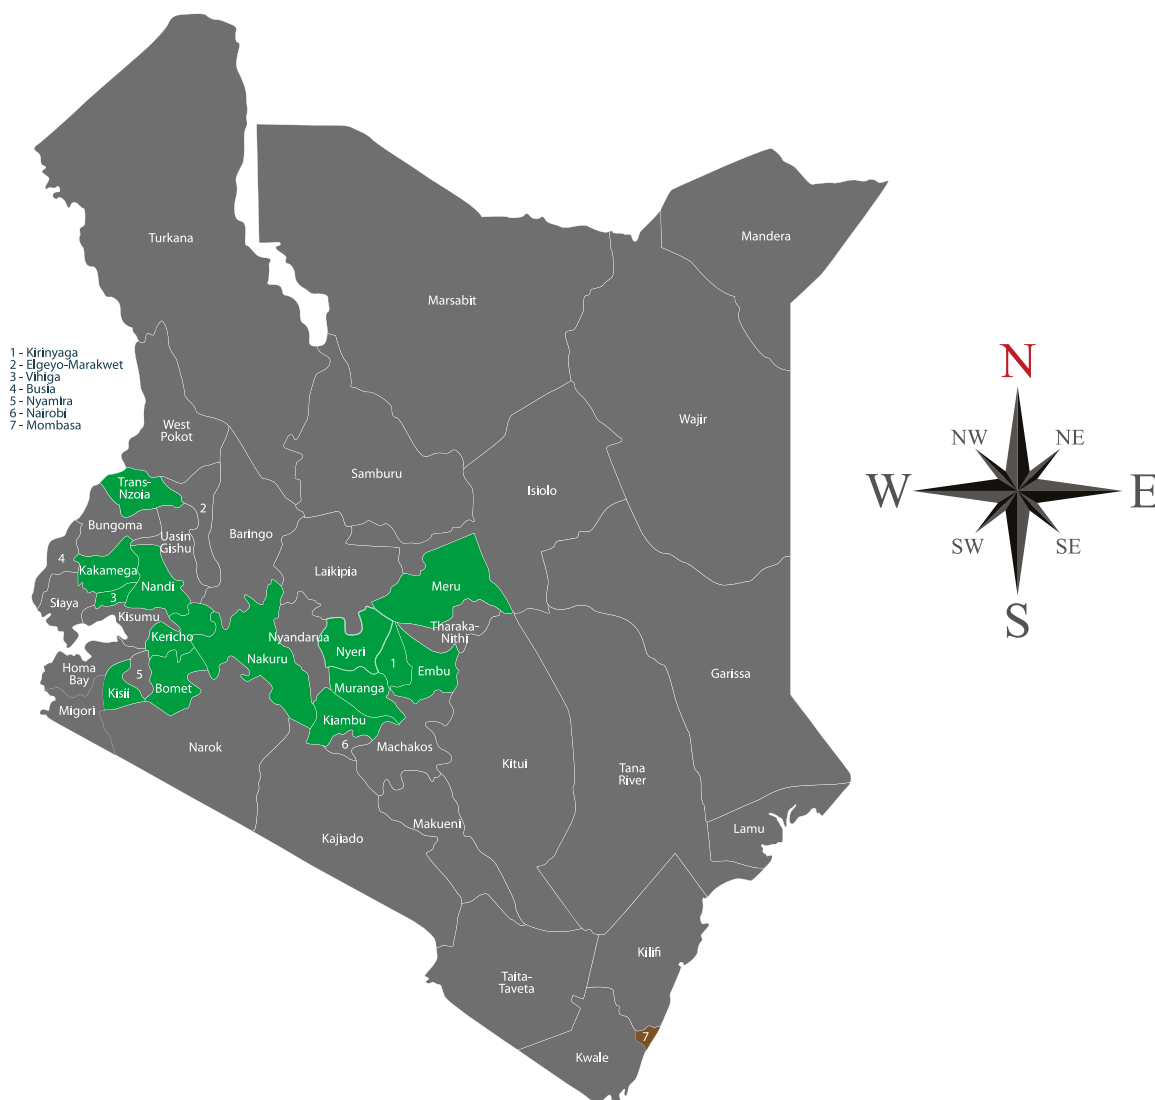 Turkana
Mandera
Marsabit
1 - Kirinyaga
2 - Elgeyo-Marakwet
3 - Vihiga
4 - Busia
5 - Nyamira
6 - Nairobi
7 - Mombasa
N
NW
NE
W
E
SW
SE
S
West
Pokot
Wajir
Samburu
Trans-
Nzoia
Isiolo
2
Bungoma
Uasin
Gishu
Baringo
4
Kakamega
Nandi
Laikipia
Meru
3
Siaya
Kisumu
Kericho
Nyandarua
Tharaka-
Nithi
Nyeri
1
Homa
Bay
5
Kisii
Bomet
Nakuru
Embu
Garissa
Muranga
Migori
Kiambu
6
Narok
Machakos
Kitui
Tana
River
Kajiado
Makueni
Lamu
Kilifi
Taita-
Taveta
7
Kwale